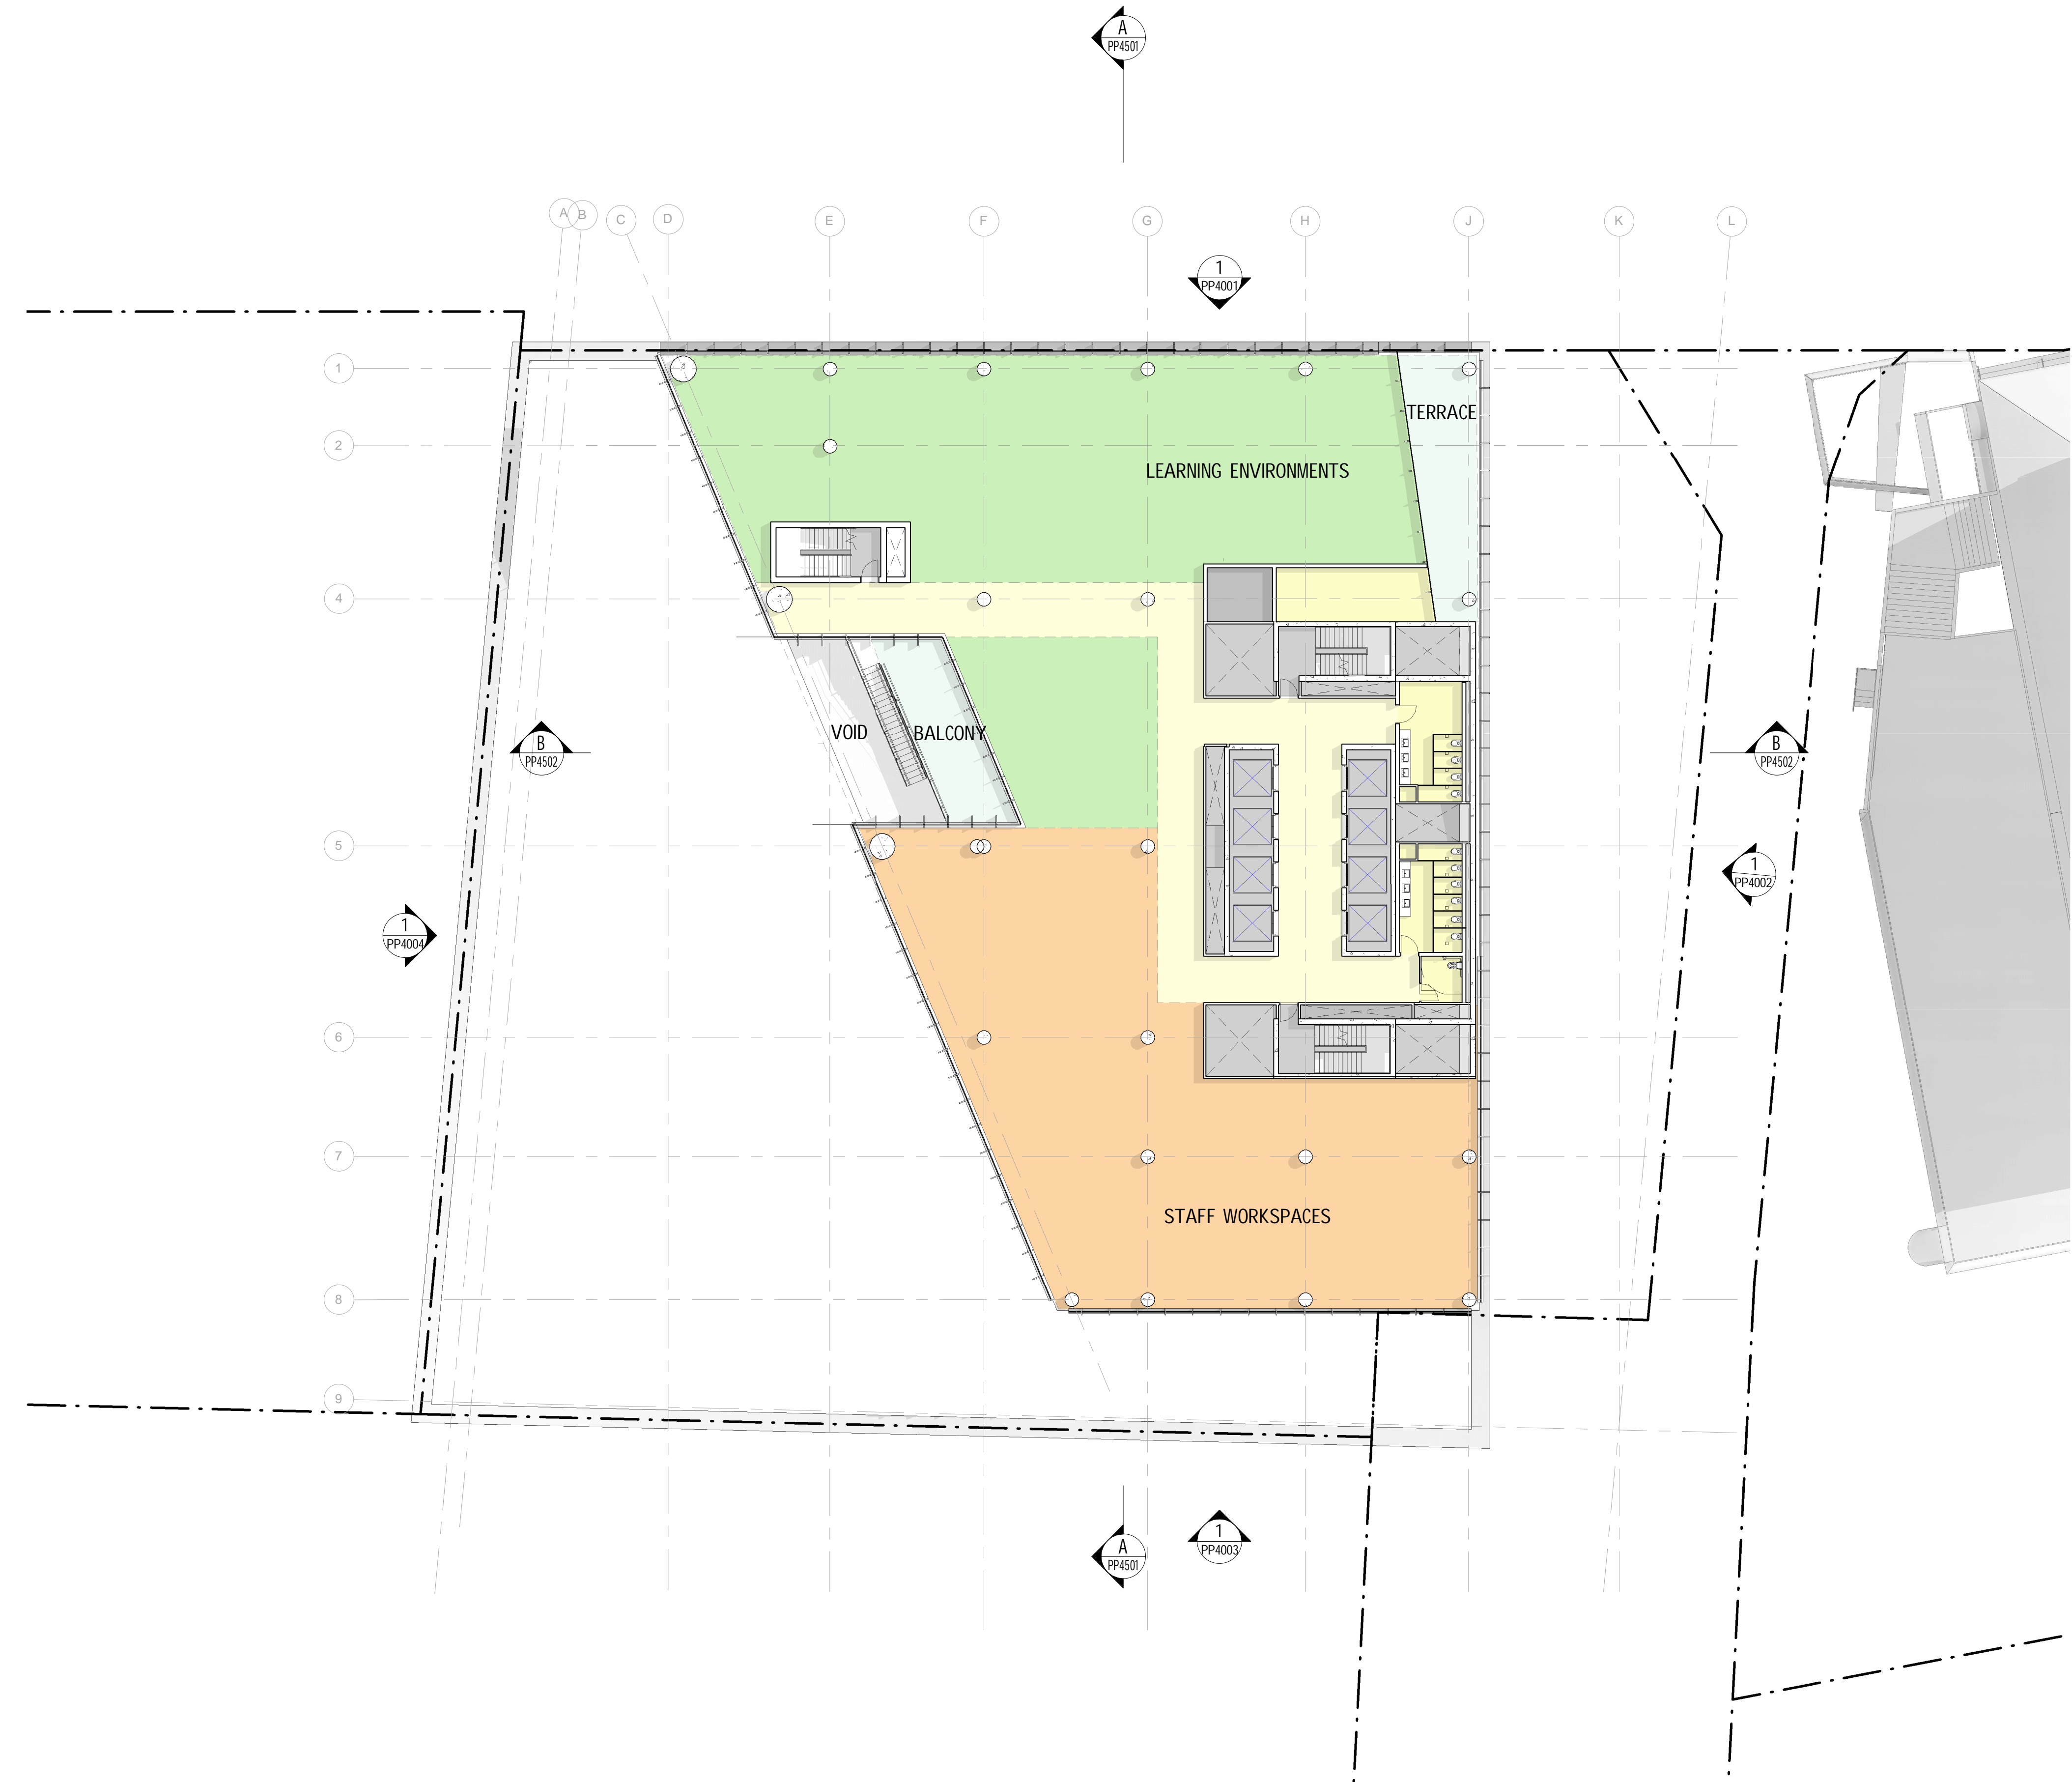 A
PP4501
A
B
C
D
E
F
G
H
J
K
L
1
PP4001
1
TERRACE
2
LEARNING ENVIRONMENTS
4
VOID
BALCONY
B
PP4502
B
PP4502
5
1
PP4002
1
PP4004
6
7
STAFF WORKSPACES
8
9
A
PP4501
1
PP4003